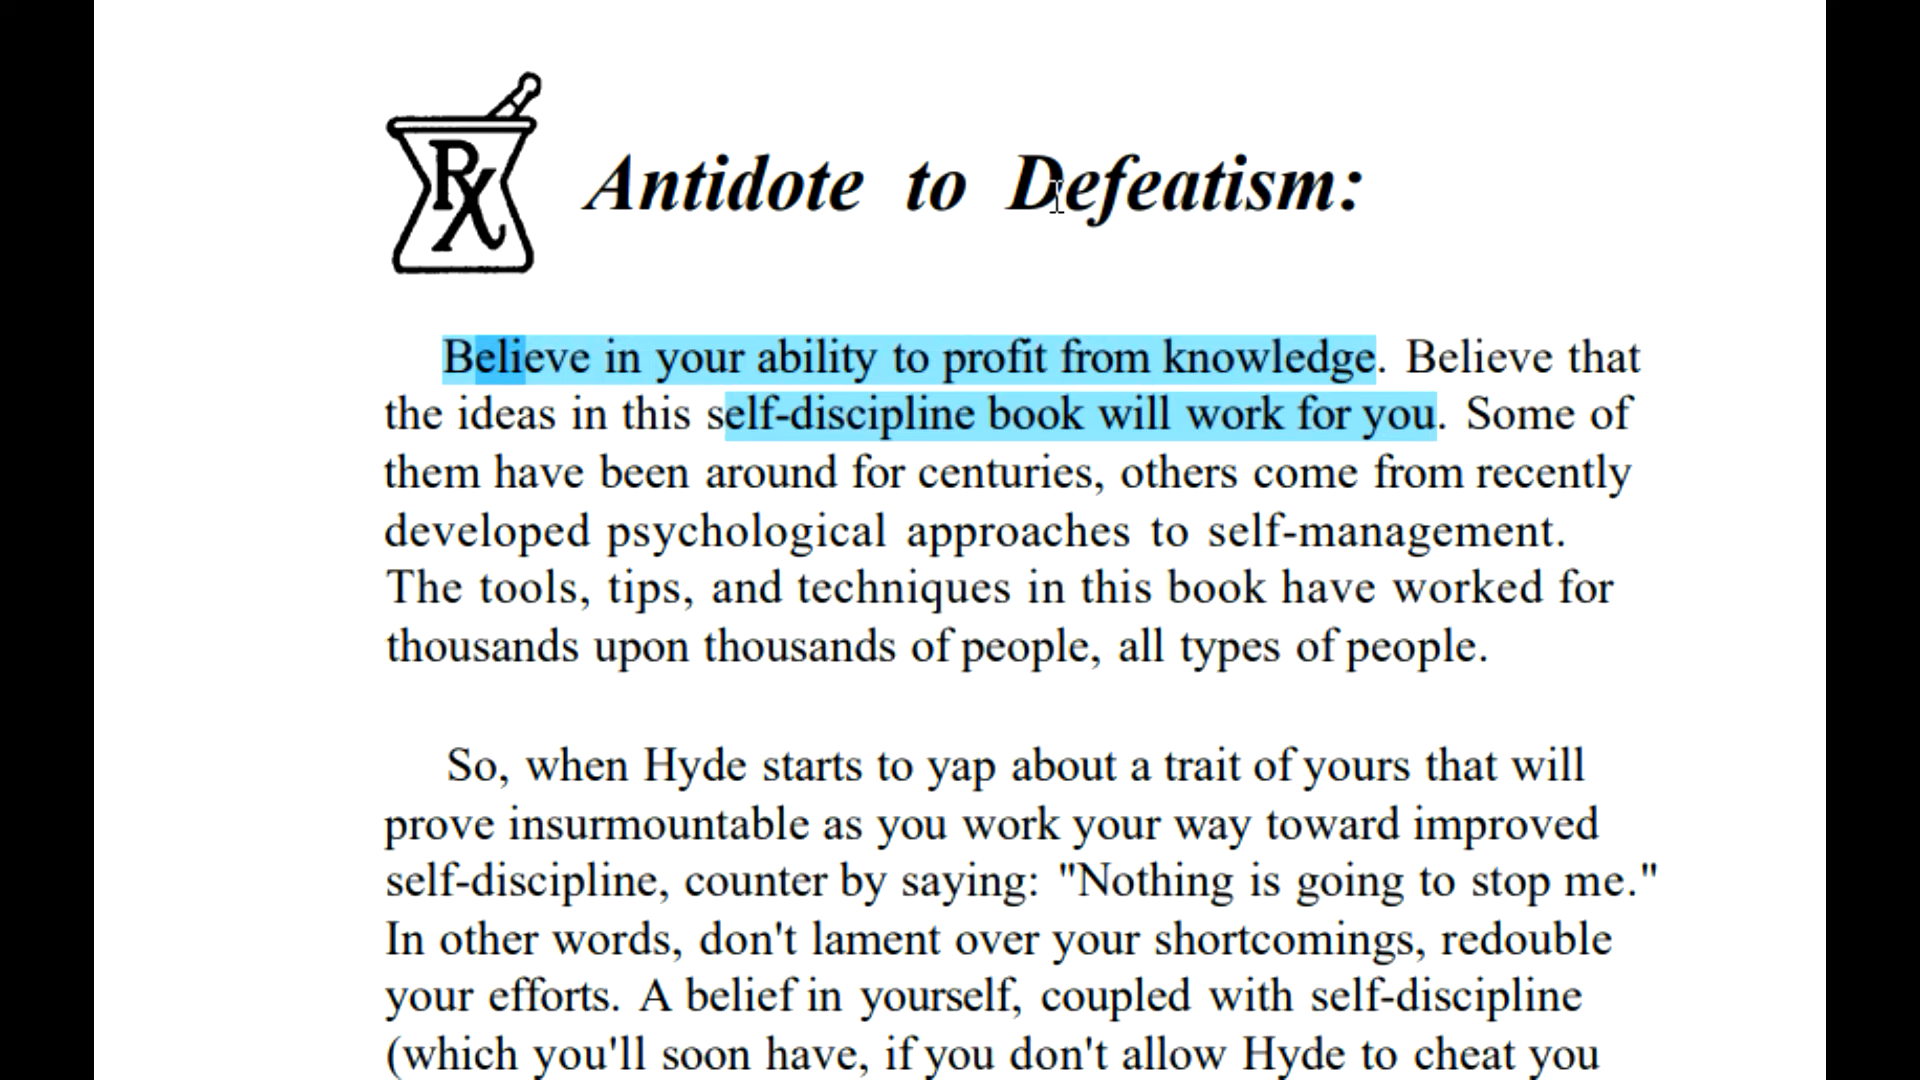 Rx
Antidote to Defeatism:
Believe in your ability to profit from knowledge. Believe that
the ideas in this self-discipline book will work for you. Some of
them have been around for centuries, others come from recently
developed psychological approaches to self-management.
The tools, tips, and techniques in this book have worked for
thousands upon thousands of people, all types of people.
So, when Hyde starts to yap about a trait of yours that will
prove insurmountable as you work your way toward improved
self-discipline, counter by saying: "Nothing is going to stop me."
In other words, don't lament over your shortcomings, redouble
your efforts. A belief in yourself, coupled with self-discipline
(which you'll soon have, if you don't allow Hyde to cheat you